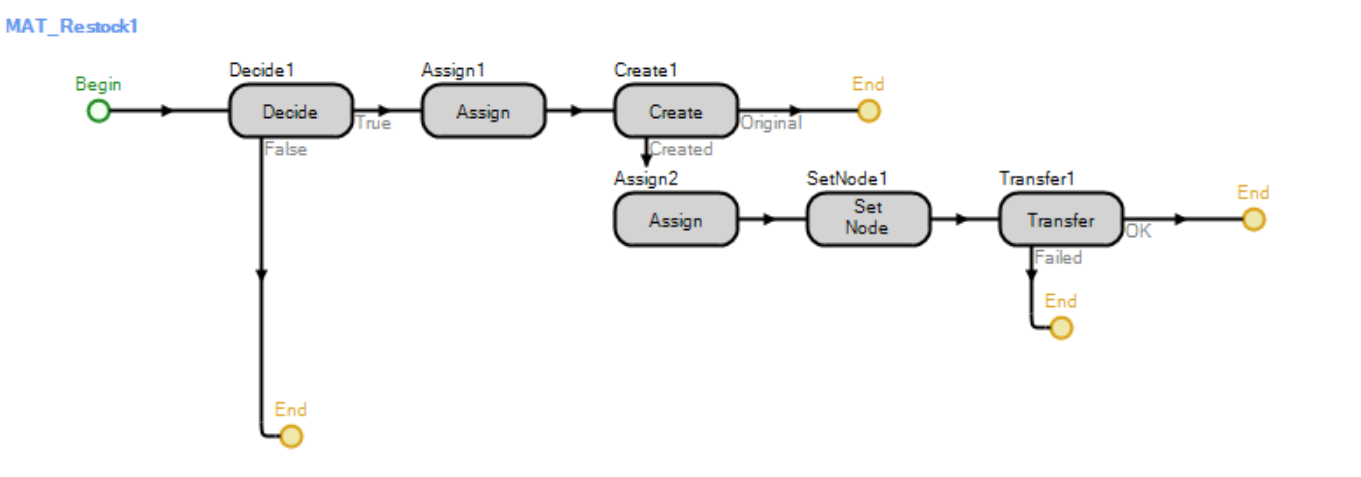 MAT_Restock1
Begin
Decide1
Decide
True
False
Assign1
Assign
Create1
Create
Original
End
Created
Assign2
Assign
SetNode1
Set
Node
Transfer1
Transfer
OK
End
Failed
End
End